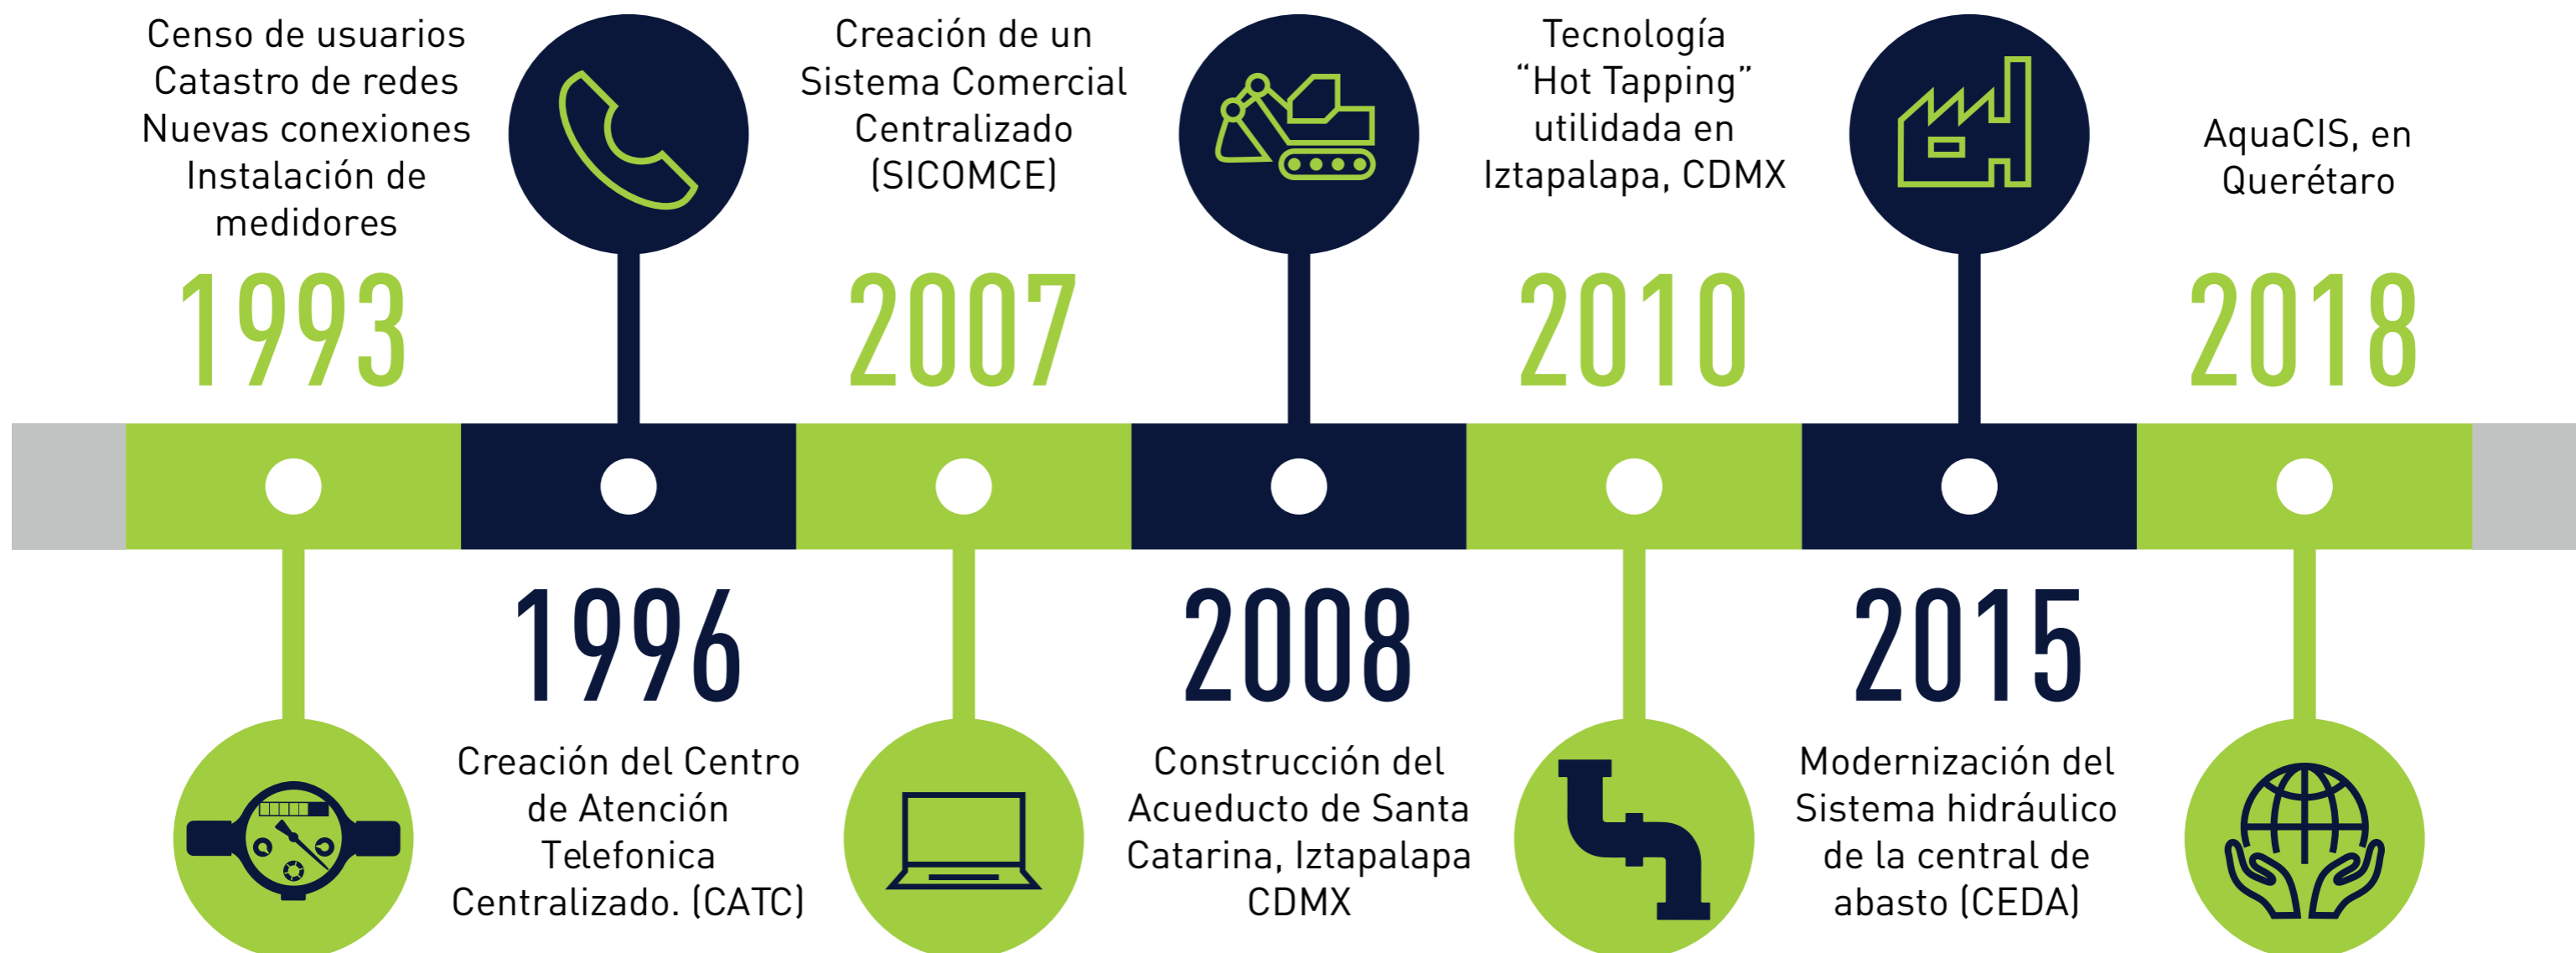 Censo de usuarios
Catastro de redes
Nuevas conexiones
Instalación de
medidores
1993
1996
Creación del Centro
de Atención
Telefonica
Centralizado. (CATC)
Creación de un
Sistema Comercial
Centralizado
(SICOMCE)
2007
2008
Construcción del
Acueducto de Santa
Catarina, Iztapalapa
CDMX
Tecnología
“Hot Tapping”
utilidada en
Iztapalapa, CDMX
2010
2015
Modernización del
Sistema hidráulico
de la central de
abasto (CEDA)
AquaCIS, en
Querétaro
2018